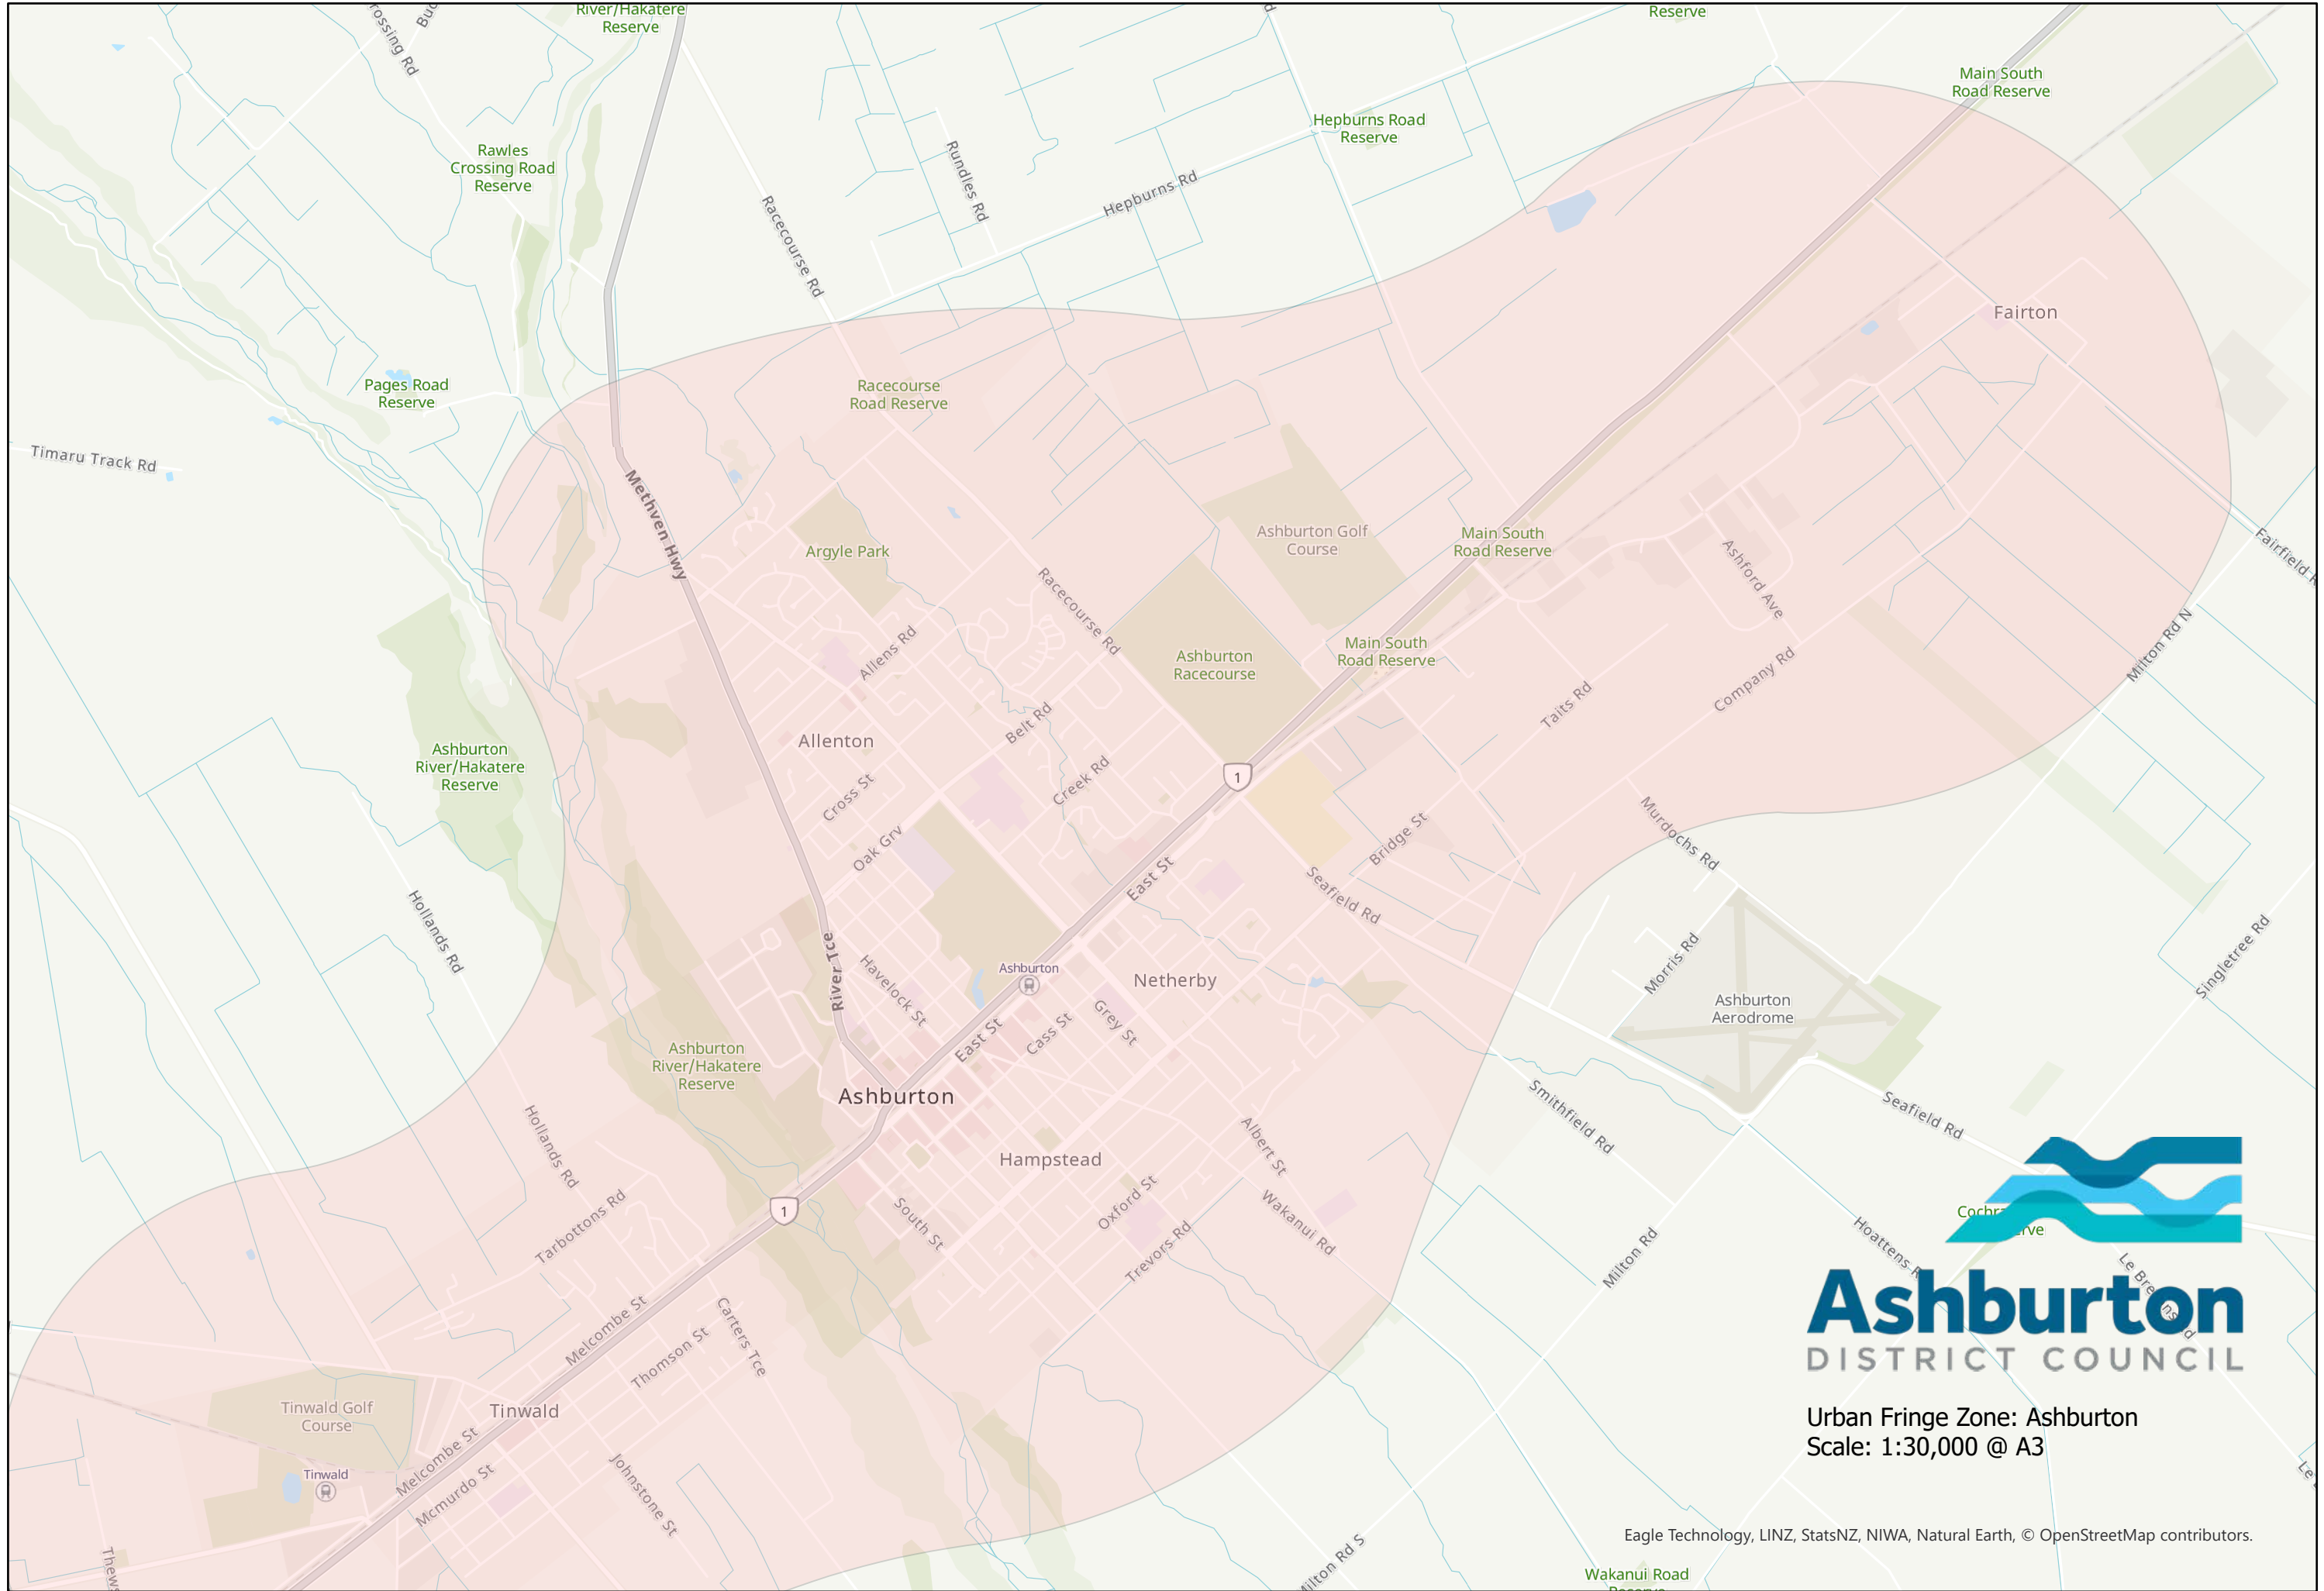 River/Hakatere
Reserve
Reserve
Main South
Road Reserve
Hepburns Road
Reserve
Rawles
Crossing Road
Reserve
Rundles Rd
Hepburns Rd
Racecourse Rd
Fairton
Pages Road
Reserve
Racecourse
Road Reserve
Timaru Track Rd
Methven Hwy
Argyle Park
Ashburton Golf
Course
Main South
Road Reserve
Ashford Ave
Racecourse Rd
Allens Rd
Main South
Road Reserve
Ashburton
Racecourse
Milton Rd N
Company Rd
Taits Rd
Belt Rd
Allenton
Ashburton
River/Hakatere
Reserve
Creek Rd
1
Cross St
Oak Grv
Bridge St
Murdochs Rd
East St
Seafield Rd
Hollands Rd
River Tce
Havelock St
Ashburton
Netherby
Morris Rd
Singletree Rd
Ashburton
Aerodrome
Grey St
Cass St
East St
Ashburton
River/Hakatere
Reserve
Ashburton
Smithfield Rd
Seafield Rd
Hollands Rd
Albert St
Hampstead
Oxford St
South St
Wakanui Rd
1
Tarbottons Rd
Trevors Rd
Milton Rd
Melcombe St
Carters Tce
Thomson St
Tinwald Golf
Course
Tinwald
Melcombe St
Tinwald
Mcmurdo St
Johnstone St
Ashburton
DISTRICT COUNCIL
Urban Fringe Zone: Ashburton
Scale: 1:30,000 @ A3
Eagle Technology, LINZ, StatsNZ, NIWA, Natural Earth, © OpenStreetMap contributors.
Wakanui Road